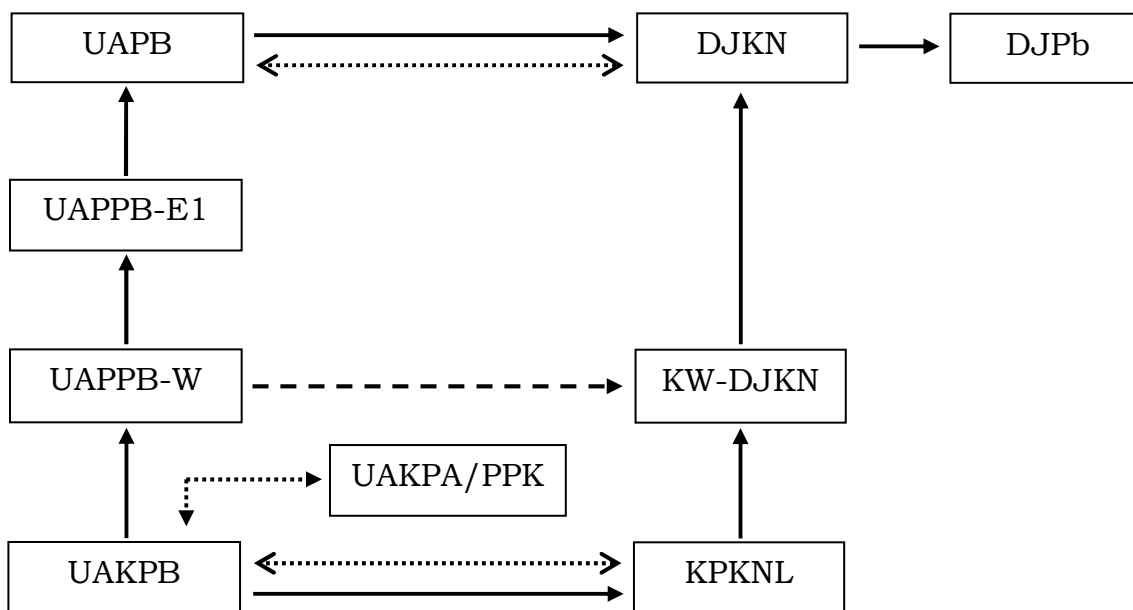 UAPB
DJKN
DJPb
UAPPB-E1
UAPPB-W
KW-DJKN
UAKPA/PPK
UAKPB
KPKNL